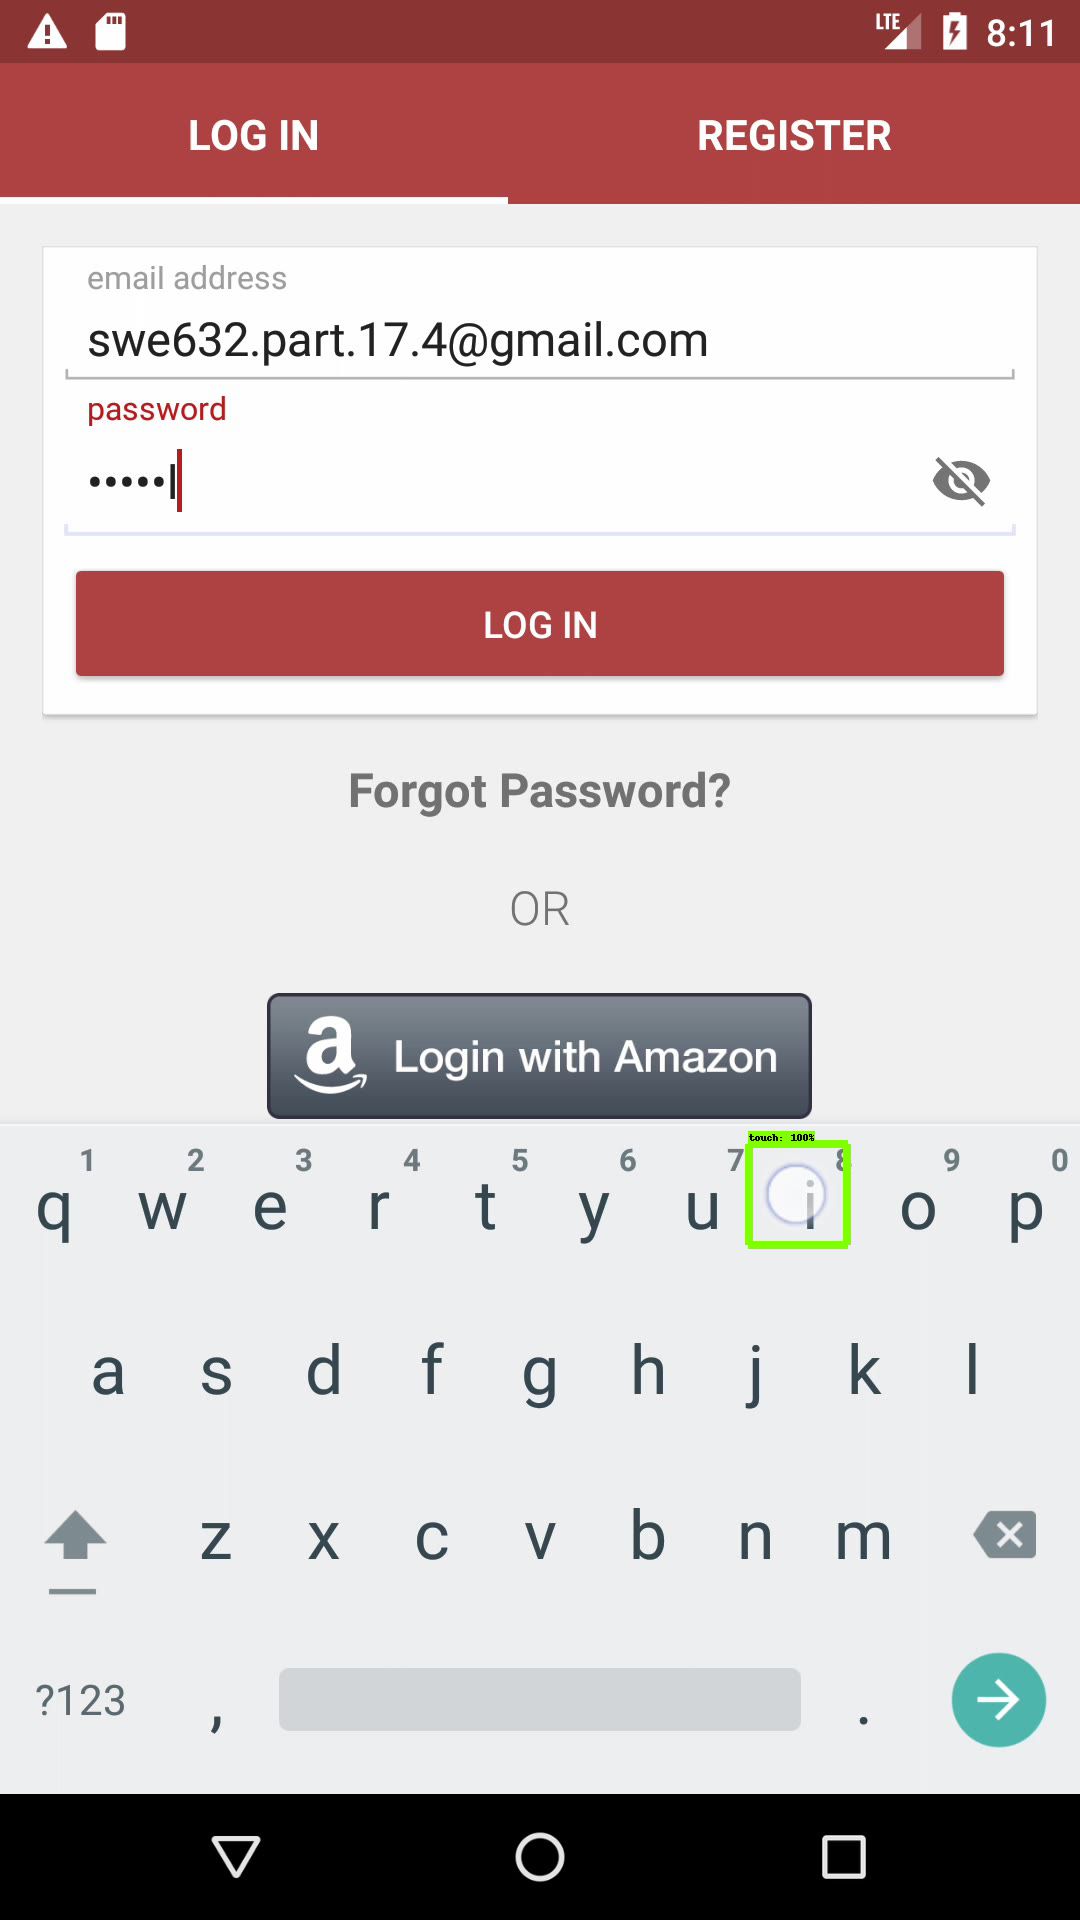 LTE 8:11
LOG IN REGISTER
email address
swe632.part.17.4@gmail.com
password
•••••l
LOG IN
Forgot Password?
OR
a Login with Amazon
touch: 100%
1 2 3 4 5 6 7 8 9 0
q w e r t y u i o p
a s d f g h j k l
z x c v b n m
?123 , .